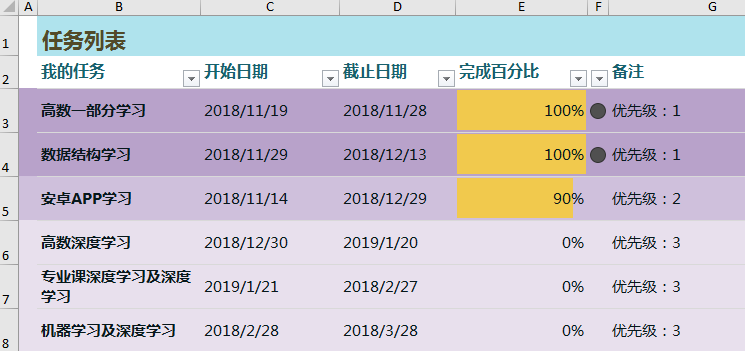 A B C D E F G
1 任务列表
2 我的任务 开始日期 截止日期 完成百分比 备注
3 高数一部分学习 2018/11/19 2018/11/28 100% 优先级：1
4 数据结构学习 2018/11/29 2018/12/13 100% 优先级：1
5 安卓APP学习 2018/11/14 2018/12/29 90% 优先级：2
6 高数深度学习 2018/12/30 2019/1/20 0% 优先级：3
7 专业课深度学习及深度
学习 2019/1/21 2018/2/27 0% 优先级：3
8 机器学习及深度学习 2018/2/28 2018/3/28 0% 优先级：3